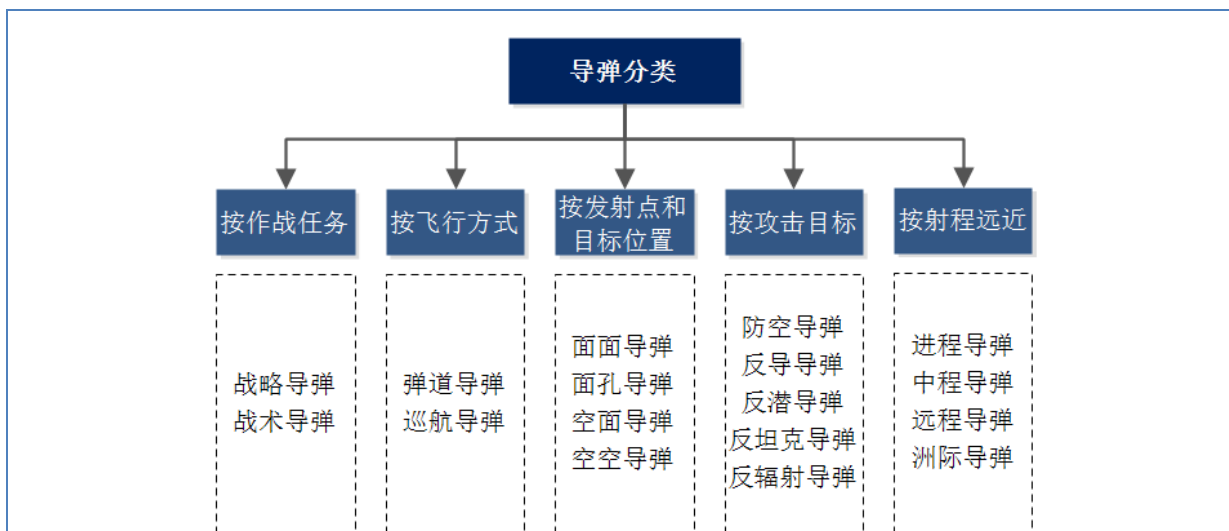 导弹分类
按作战任务
按飞行方式
按发射点和
目标位置
按攻击目标
按射程远近
战略导弹
战术导弹
弹道导弹
巡航导弹
面面导弹
面孔导弹
空面导弹
空空导弹
防空导弹
反导导弹
反潜导弹
反坦克导弹
反辐射导弹
进程导弹
中程导弹
远程导弹
洲际导弹